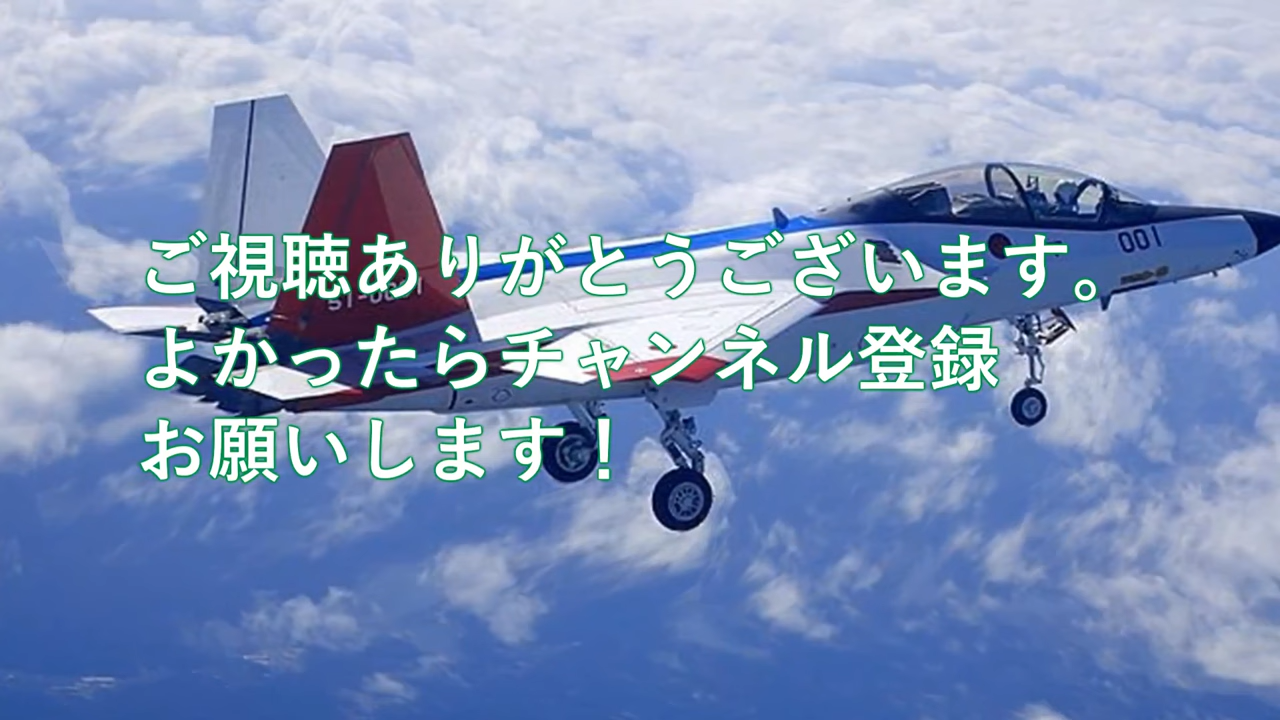 001
ご視聴ありがとうございます。
よかったらチャンネル登録
お願いします！